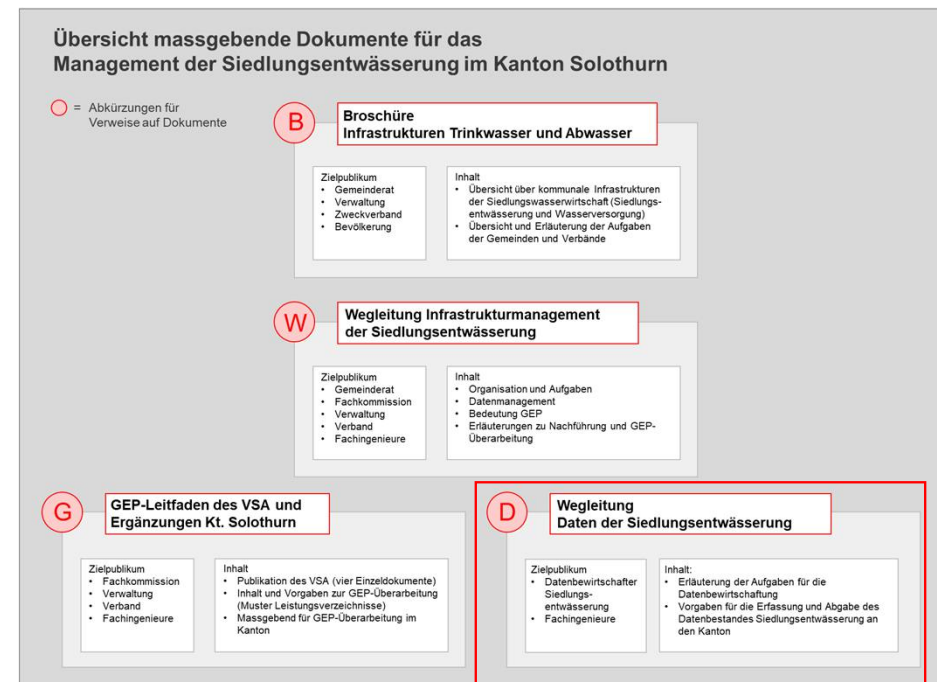 Übersicht massgebende Dokumente für das
Management der Siedlungsentwässerung im Kanton Solothurn
= Abkürzungen für
Verweise auf Dokumente
B
Broschüre
Infrastrukturen Trinkwasser und Abwasser
Zielpublikum
• Gemeinderat
• Verwaltung
• Zweckverband
• Bevölkerung
Inhalt
• Übersicht über kommunale Infrastrukturen
der Siedlungswasserwirtschaft (Siedlungs-
entwässerung und Wasserversorgung)
• Übersicht und Erläuterung der Aufgaben
der Gemeinden und Verbände
W
Wegleitung Infrastrukturmanagement
der Siedlungsentwässerung
Zielpublikum
• Gemeinderat
• Fachkommission
• Verwaltung
• Verband
• Fachingenieure
Inhalt
• Organisation und Aufgaben
• Datenmanagement
• Bedeutung GEP
• Erläuterungen zu Nachführung und GEP-
Überarbeitung
G
GEP-Leitfaden des VSA und
Ergänzungen Kt. Solothurn
Zielpublikum
• Fachkommission
• Verwaltung
• Verband
• Fachingenieure
Inhalt
• Publikation des VSA (vier Einzeldokumente)
• Inhalt und Vorgaben zur GEP-Überarbeitung
(Muster Leistungsverzeichnisse)
• Massgebend für GEP-Überarbeitung im
Kanton
D
Wegleitung
Daten der Siedlungsentwässerung
Zielpublikum
• Datenbewirtschafter
Siedlungs-
entwässerung
• Fachingenieure
Inhalt:
• Erläuterung der Aufgaben für die
Datenbewirtschaftung
• Vorgaben für die Erfassung und Abgabe des
Datenbestandes Siedlungsentwässerung an
den Kanton